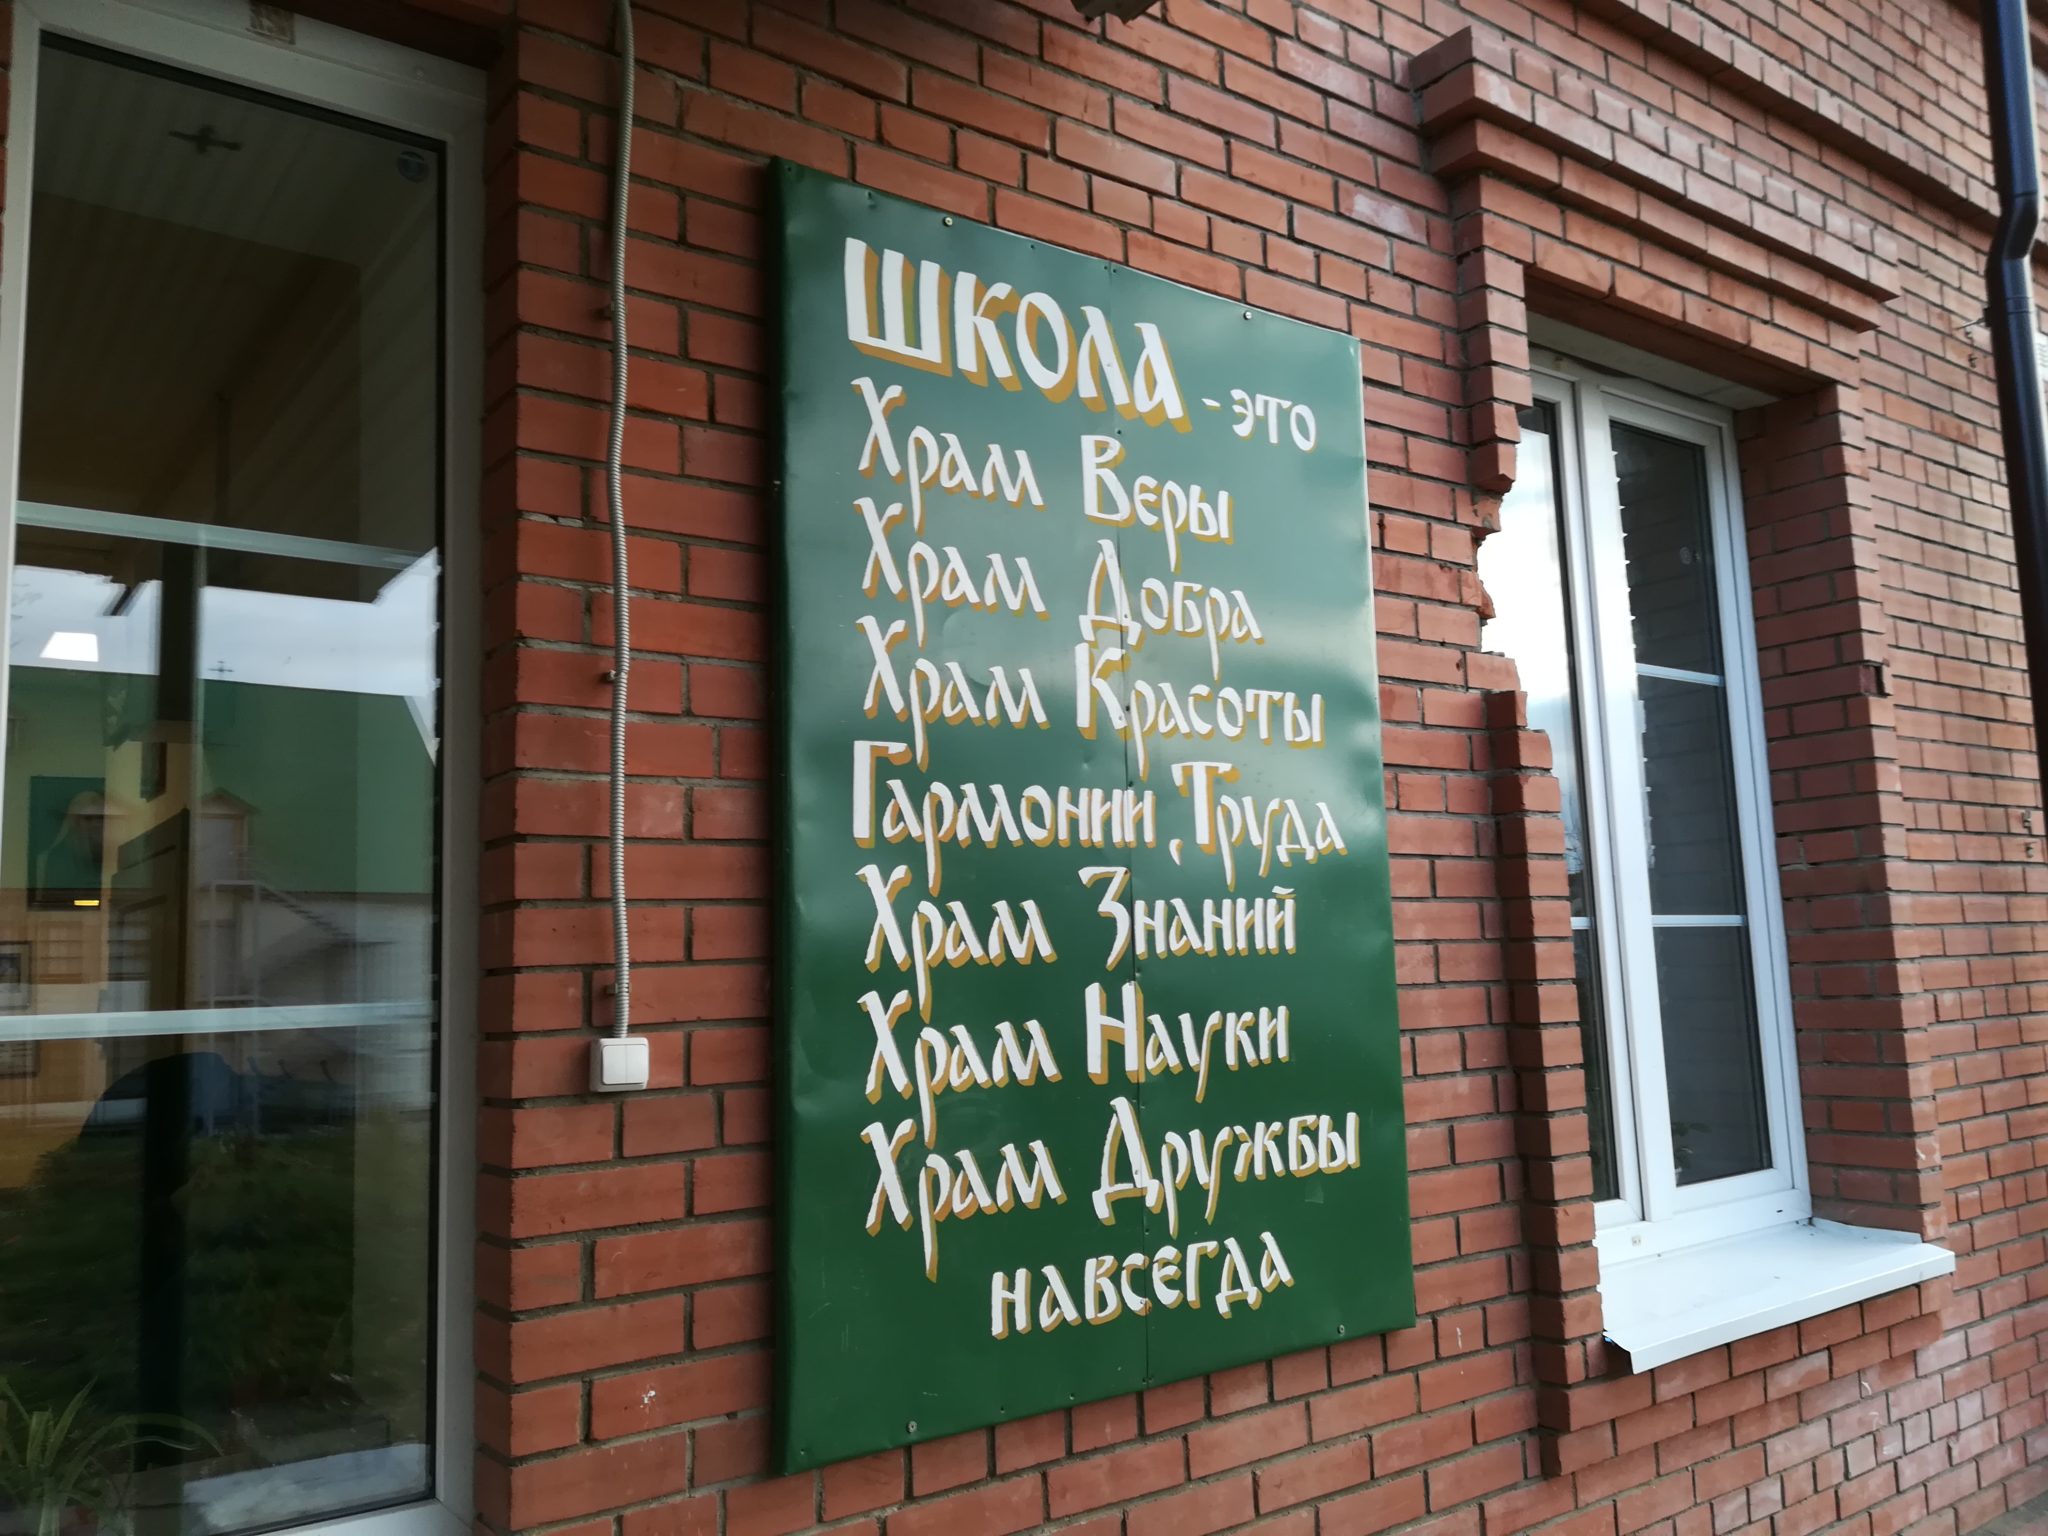 ШКОЛА - это
Храм Веры
Храм Добра
Храм Красоты
Гармонии, Труда
Храм Знаний
Храм Науки
Храм Дружбы
навсегда